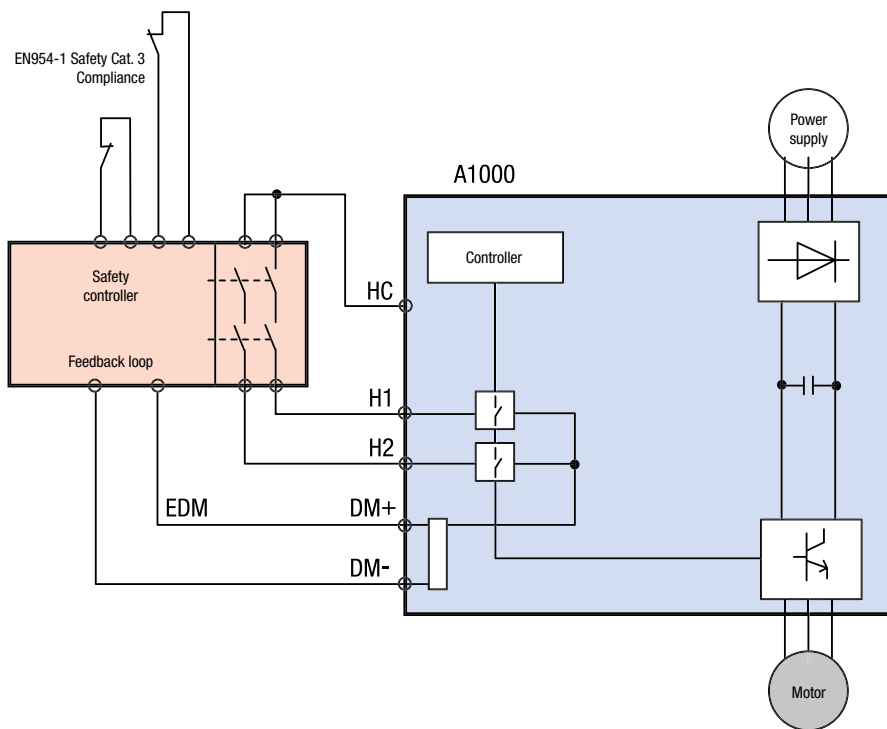 EN954-1 Safety Cat. 3
Compliance
Power
supply
A1000
Controller
Safety
controller
HC
Feedback loop
H1
H2
EDM
DM+
DM-
Motor